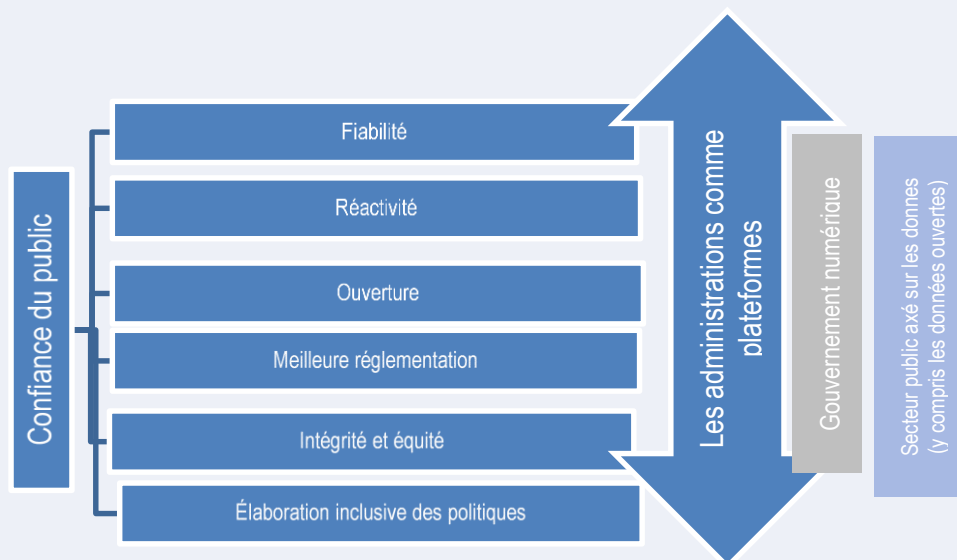 Confiance du public
Fiabilité
Réactivité
Ouverture
Meilleure réglementation
Intégrité et équité
Élaboration inclusive des politiques
Les administrations comme
plateformes
Gouvernement numérique
Secteur public axé sur les donnes
(y compris les données ouvertes)